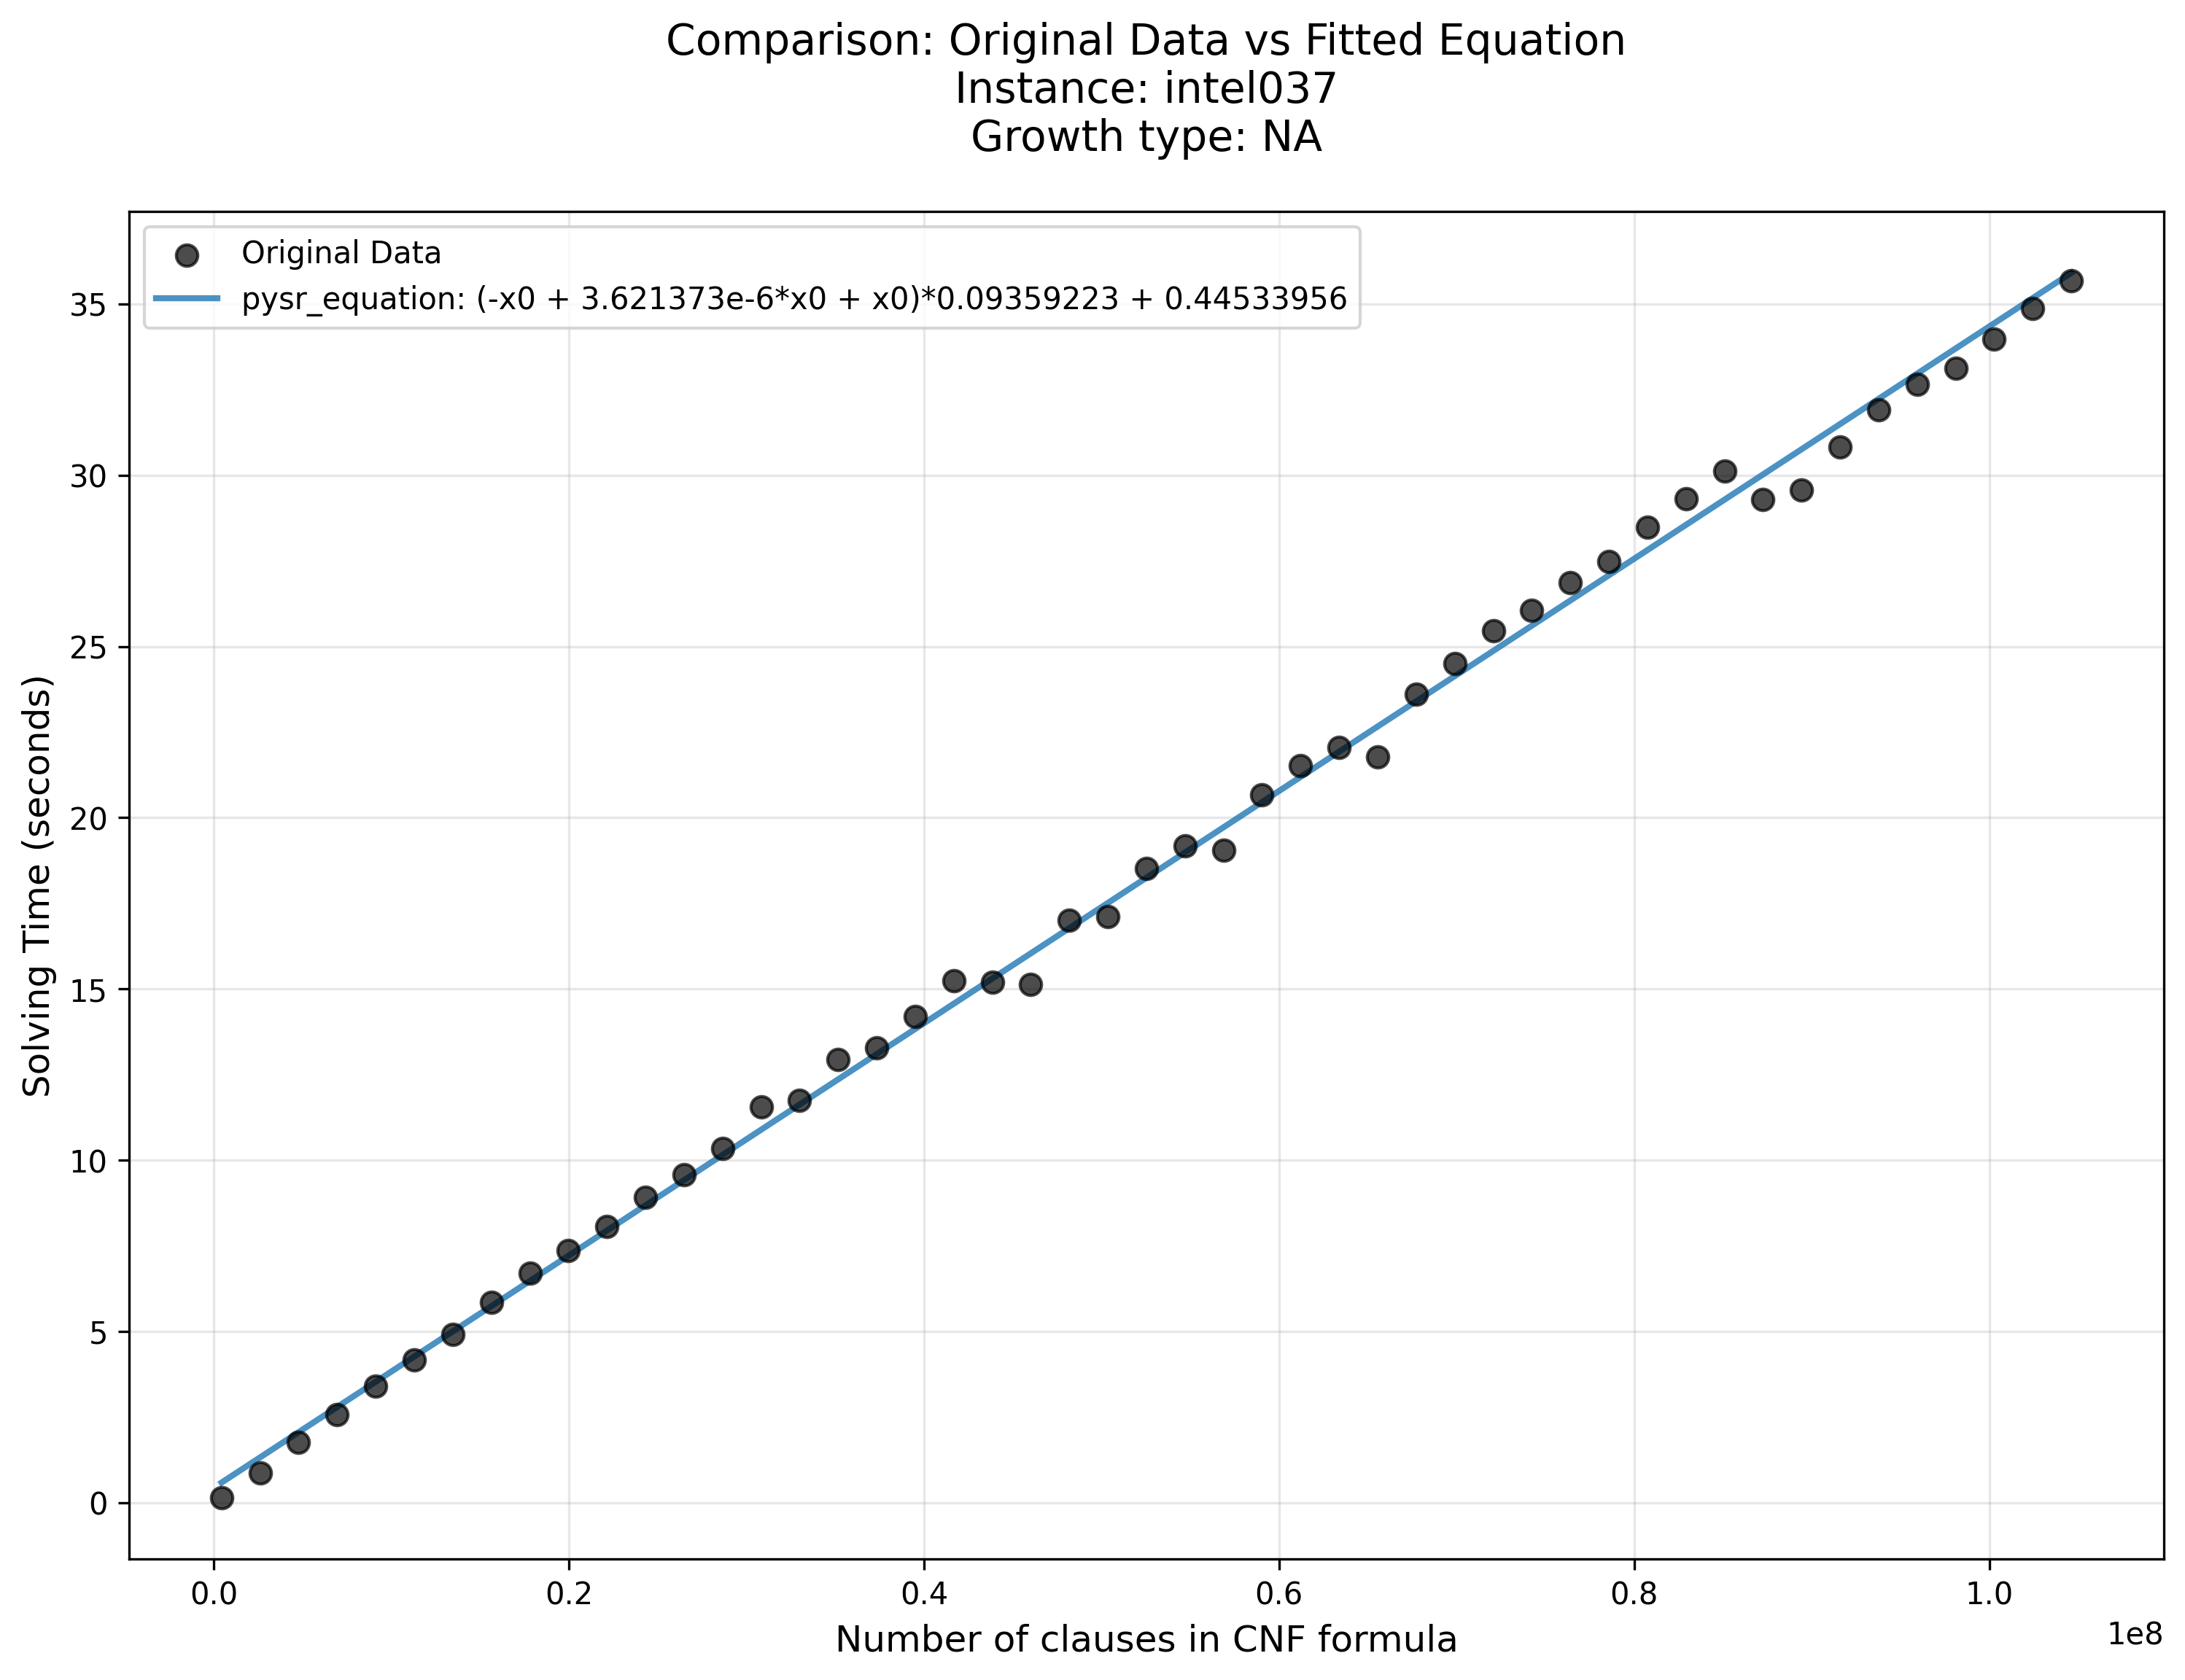 Comparison: Original Data vs Fitted Equation
Instance: intel037
Growth type: NA
Original Data
pysr_equation: (-x0 + 3.621373e-6*x0 + x0)*0.09359223 + 0.44533956
35
30
25
20
15
10
5
0
Solving Time (seconds)
0.0 0.2 0.4 0.6 0.8 1.0
1e8
Number of clauses in CNF formula